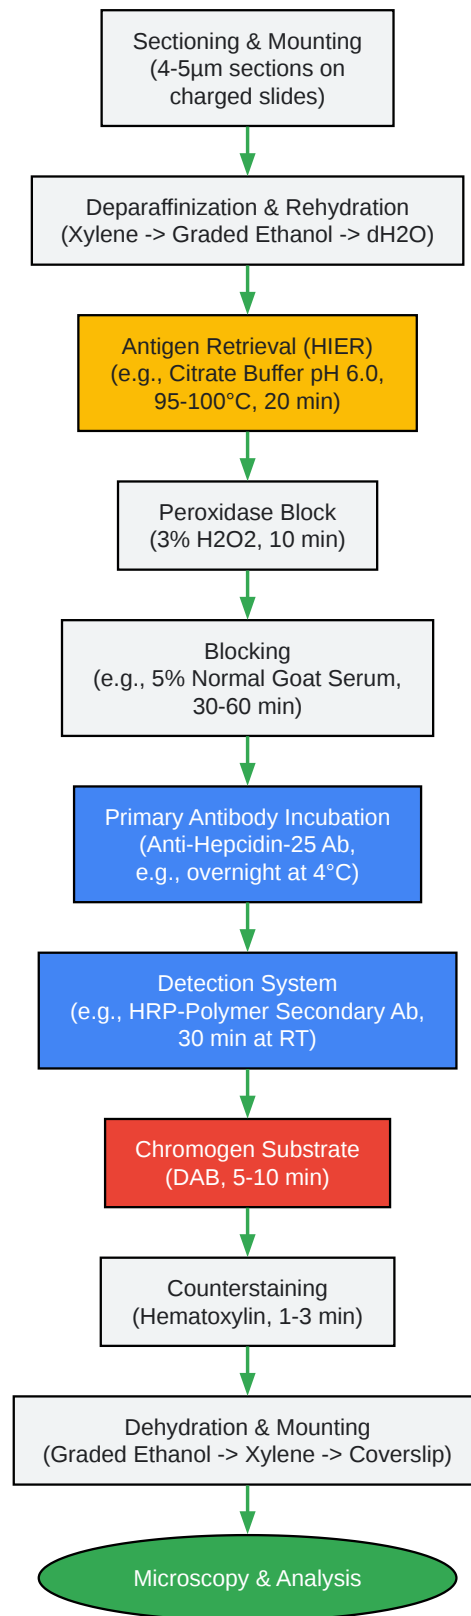 Sectioning & Mounting
(4-5µm sections on
charged slides)
Deparaffinization & Rehydration
(Xylene -> Graded Ethanol -> dH2O)
Antigen Retrieval (HIER)
(e.g., Citrate Buffer pH 6.0,
95-100°C, 20 min)
Peroxidase Block
(3% H2O2, 10 min)
Blocking
(e.g., 5% Normal Goat Serum,
30-60 min)
Primary Antibody Incubation
(Anti-Hepcidin-25 Ab,
e.g., overnight at 4°C)
Detection System
(e.g., HRP-Polymer Secondary Ab,
30 min at RT)
Chromogen Substrate
(DAB, 5-10 min)
Counterstaining
(Hematoxylin, 1-3 min)
Dehydration & Mounting
(Graded Ethanol -> Xylene -> Coverslip)
Microscopy & Analysis